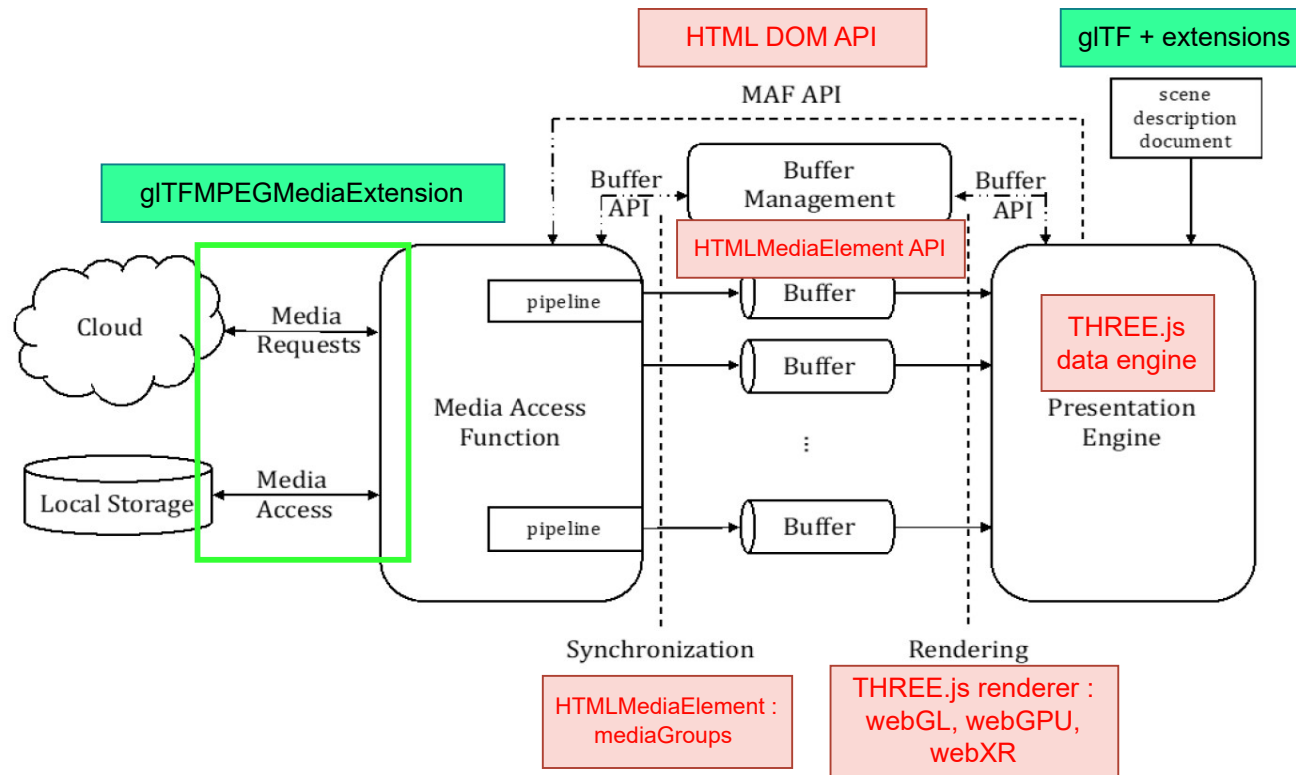 HTML DOM API
glTF + extensions
MAF API
scene
description
document
glTFMPEGMediaExtension
Buffer
API
Buffer
Management
Buffer
API
HTMLMediaElement API
Cloud
Media
Requests
pipeline
Buffer
THREE.js
data engine
Buffer
Media Access
Function
...
Presentation
Engine
Local Storage
Media
Access
pipeline
Buffer
Synchronization
Rendering
HTMLMediaElement :
mediaGroups
THREE.js renderer :
webGL, webGPU,
webXR